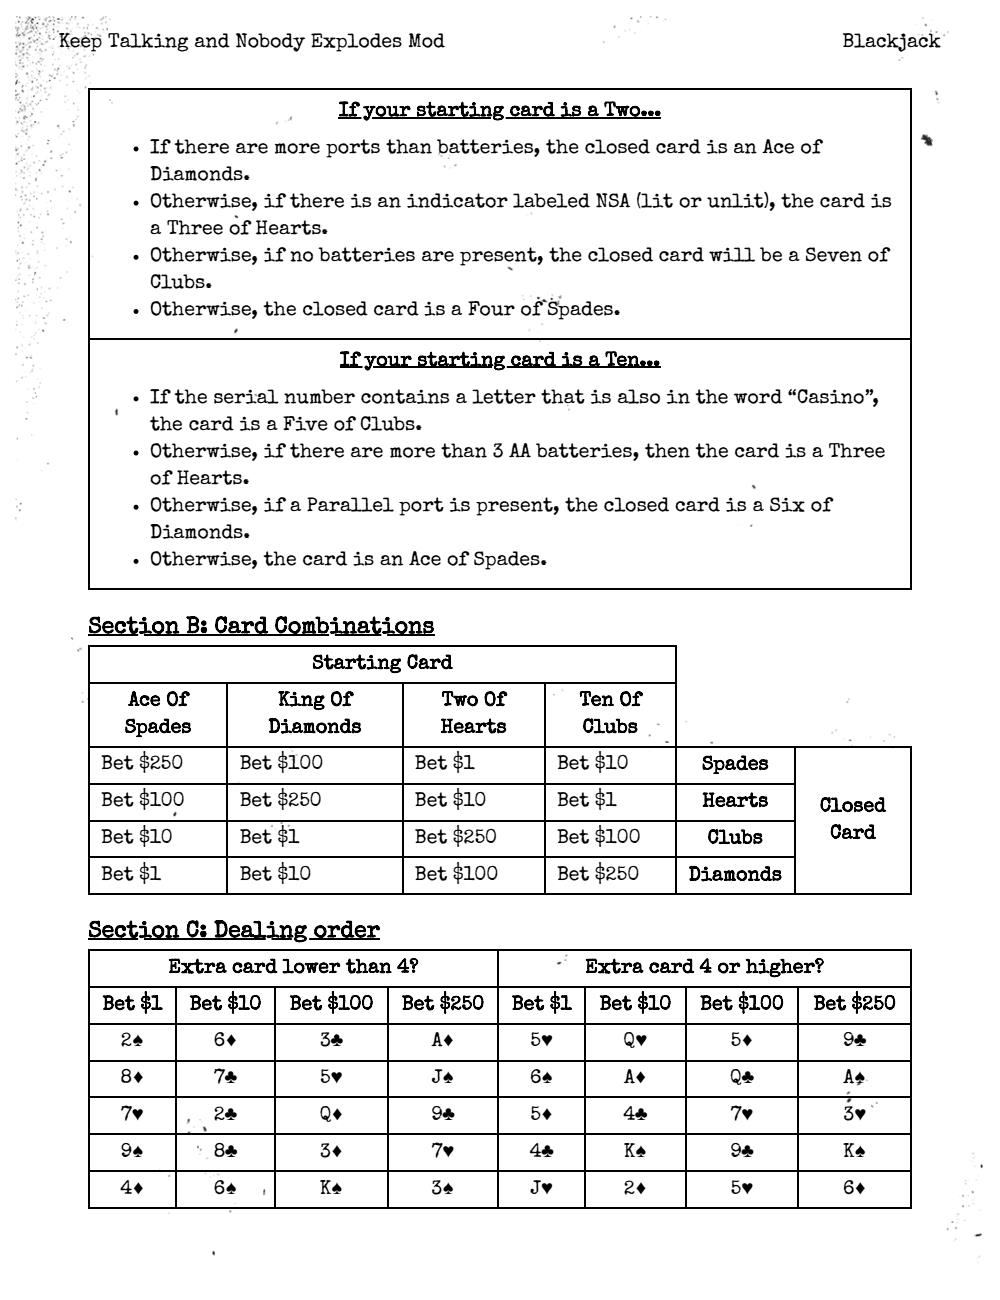 Keep Talking and Nobody Explodes Mod Blackjack
If your starting card is a Two...
• If there are more ports than batteries, the closed card is an Ace of
Diamonds.
• Otherwise, if there is an indicator labeled NSA (lit or unlit), the card is
a Three of Hearts.
• Otherwise, if no batteries are present, the closed card will be a Seven of
Clubs.
• Otherwise, the closed card is a Four of Spades.
If your starting card is a Ten...
• If the serial number contains a letter that is also in the word “Casino”,
the card is a Five of Clubs.
• Otherwise, if there are more than 3 AA batteries, then the card is a Three
of Hearts.
• Otherwise, if a Parallel port is present, the closed card is a Six of
Diamonds.
• Otherwise, the card is an Ace of Spades.
Section B: Card Combinations
Starting Card
Ace Of King Of Two Of Ten Of
Spades Diamonds Hearts Clubs
Bet $250 Bet $100 Bet $1 Bet $10 Spades
Bet $100 Bet $250 Bet $10 Bet $1 Hearts Closed
Bet $10 Bet $1 Bet $250 Bet $100 Clubs Card
Bet $1 Bet $10 Bet $100 Bet $250 Diamonds
Section C: Dealing order
Extra card lower than 4? Extra card 4 or higher?
Bet $1 Bet $10 Bet $100 Bet $250 Bet $1 Bet $10 Bet $100 Bet $250
2♠ 6♦ 3♣ A♦ 5♥ Q♥ 5♦ 9♣
8♦ 7♣ 5♥ J♠ 6♠ A♦ Q♣ A♠
7♥ 2♣ Q♦ 9♣ 5♦ 4♣ 7♥ 3♥
9♠ 8♣ 3♦ 7♥ 4♣ K♠ 9♣ K♠
4♦ 6♠ K♠ 3♠ J♥ 2♦ 5♥ 6♦